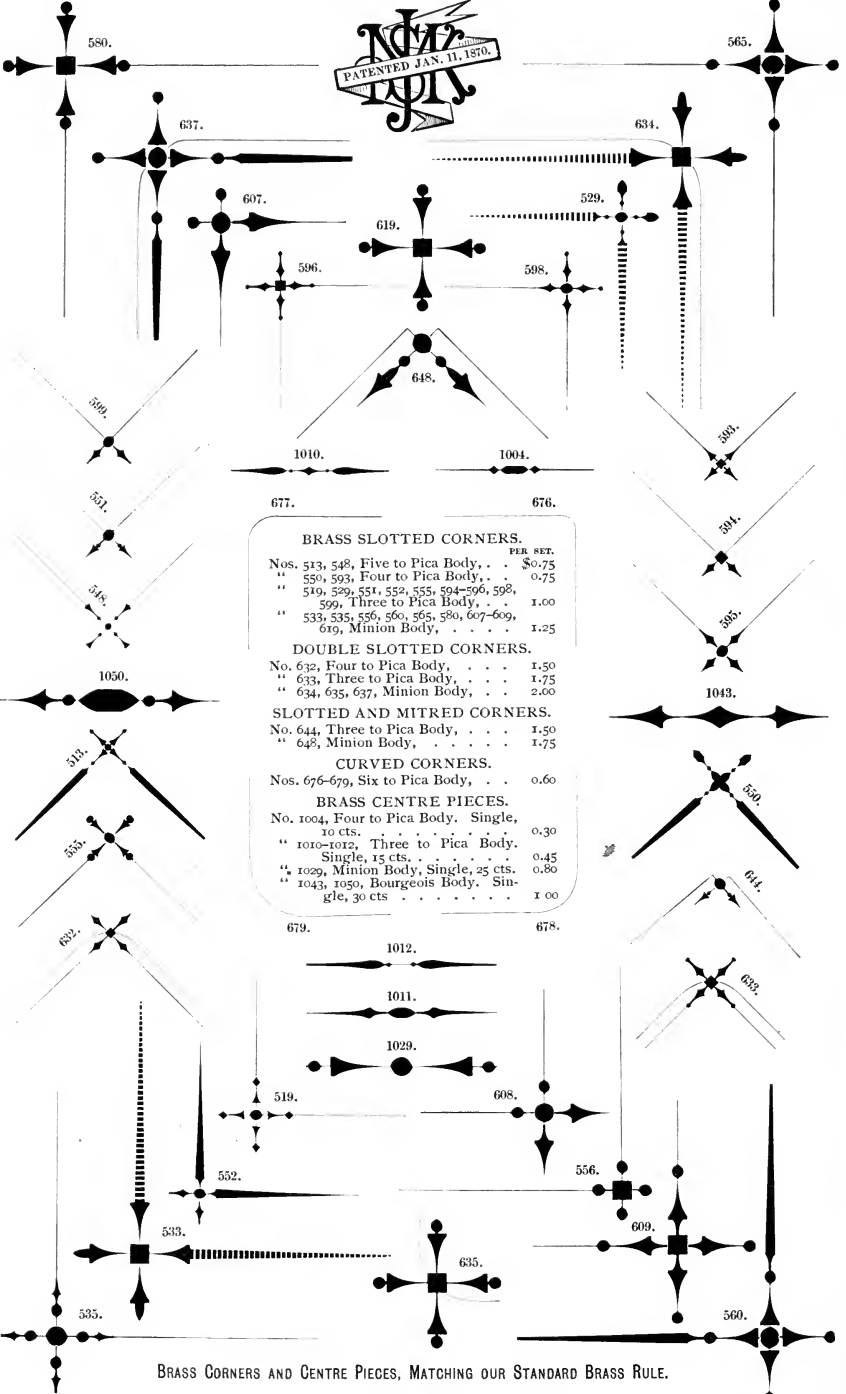 NJSK
PATENTED JAN. 11, 1870.
580.
565.
637.
634.
607.
529.
619.
596.
598.
648.
599.
593.
1010.
1004.
551.
677.
676.
594.
BRASS SLOTTED CORNERS.
PER SET.
Nos. 513, 548, Five to Pica Body, . . $0.75
“ 550, 593, Four to Pica Body, . . 0.75
“ 519, 529, 551, 552, 555, 594-596, 598,
599, Three to Pica Body, . . 1.00
“ 533, 535, 556, 560, 565, 580, 607-609,
619, Minion Body, . . . . 1.25
DOUBLE SLOTTED CORNERS.
No. 632, Four to Pica Body, . . . 1.50
“ 633, Three to Pica Body, . . . 1.75
“ 634, 635, 637, Minion Body, . . 2.00
SLOTTED AND MITRED CORNERS.
No. 644, Three to Pica Body, . . . 1.50
“ 648, Minion Body, . . . . . 1.75
CURVED CORNERS.
Nos. 676-679, Six to Pica Body, . . 0.60
BRASS CENTRE PIECES.
No. 1004, Four to Pica Body. Single,
10 cts. . . . . . . . . 0.30
“ 1010-1012, Three to Pica Body.
Single, 15 cts. . . . . . . 0.45
“ 1029, Minion Body, Single, 25 cts. 0.80
“ 1043, 1050, Bourgeois Body. Sin-
gle, 30 cts . . . . . . . 1 00
548.
595.
1050.
1043.
513.
550.
555.
644.
632.
679.
678.
1012.
633.
1011.
1029.
519.
608.
552.
556.
533.
609.
635.
535.
560.
BRASS CORNERS AND CENTRE PIECES, MATCHING OUR STANDARD BRASS RULE.